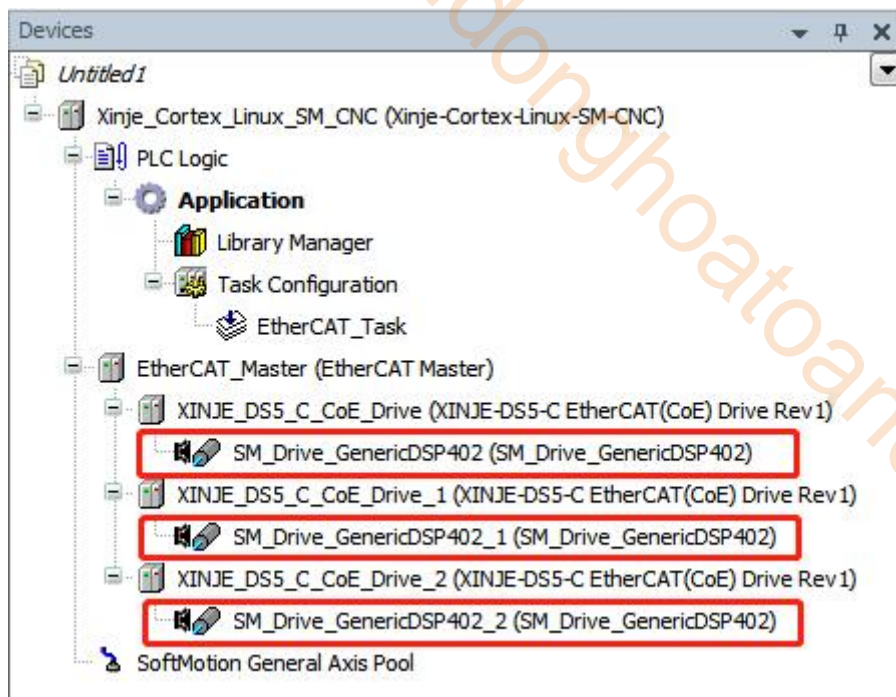 Devices
Untitled1
Xinje_Cortex_Linux_SM_CNC (Xinje-Cortex-Linux-SM-CNC)
PLC Logic
Application
Library Manager
Task Configuration
EtherCAT_Task
EtherCAT_Master (EtherCAT Master)
XINJE_DS5_C_CoE_Drive (XINJE-DS5-C EtherCAT(CoE) Drive Rev1)
SM_Drive_GenericDSP402 (SM_Drive_GenericDSP402)
XINJE_DS5_C_CoE_Drive_1 (XINJE-DS5-C EtherCAT(CoE) Drive Rev1)
SM_Drive_GenericDSP402_1 (SM_Drive_GenericDSP402)
XINJE_DS5_C_CoE_Drive_2 (XINJE-DS5-C EtherCAT(CoE) Drive Rev1)
SM_Drive_GenericDSP402_2 (SM_Drive_GenericDSP402)
SoftMotion General Axis Pool